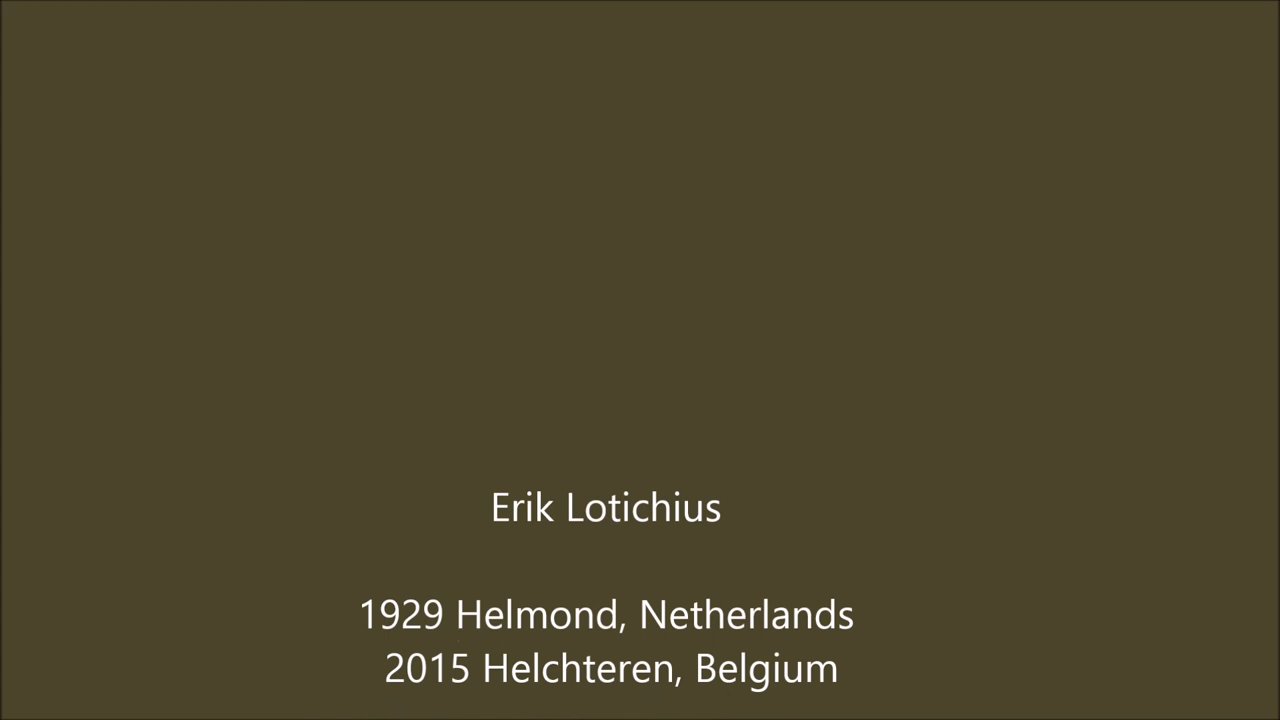 Erik Lotichius
1929 Helmond, Netherlands
2015 Helchteren, Belgium